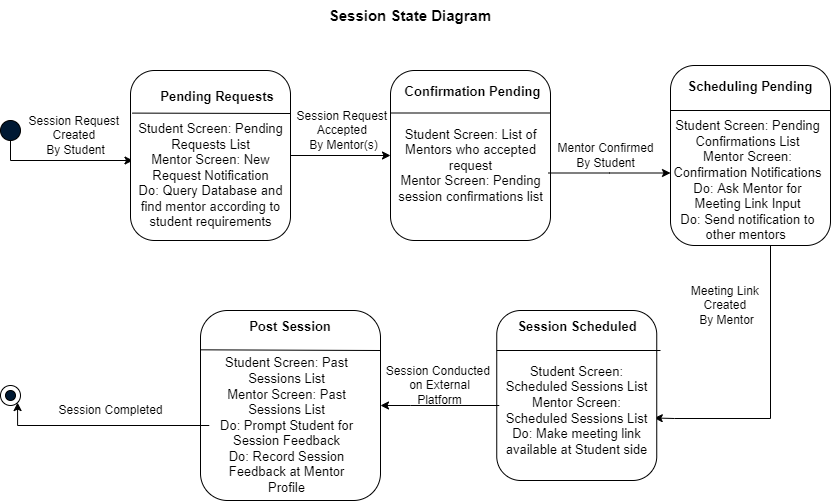 Session State Diagram
Session Request
Created
By Student
Pending Requests
Student Screen: Pending
Requests List
Mentor Screen: New
Request Notification
Do: Query Database and
find mentor according to
student requirements
Session Request
Accepted
By Mentor(s)
Confirmation Pending
Student Screen: List of
Mentors who accepted
request
Mentor Screen: Pending
session confirmations list
Mentor Confirmed
By Student
Scheduling Pending
Student Screen: Pending
Confirmations List
Mentor Screen:
Confirmation Notifications
Do: Ask Mentor for
Meeting Link Input
Do: Send notification to
other mentors
Meeting Link
Created
By Mentor
Session Scheduled
Student Screen:
Scheduled Sessions List
Mentor Screen:
Scheduled Sessions List
Do: Make meeting link
available at Student side
Session Conducted
on External
Platform
Post Session
Student Screen: Past
Sessions List
Mentor Screen: Past
Sessions List
Do: Prompt Student for
Session Feedback
Do: Record Session
Feedback at Mentor
Profile
Session Completed